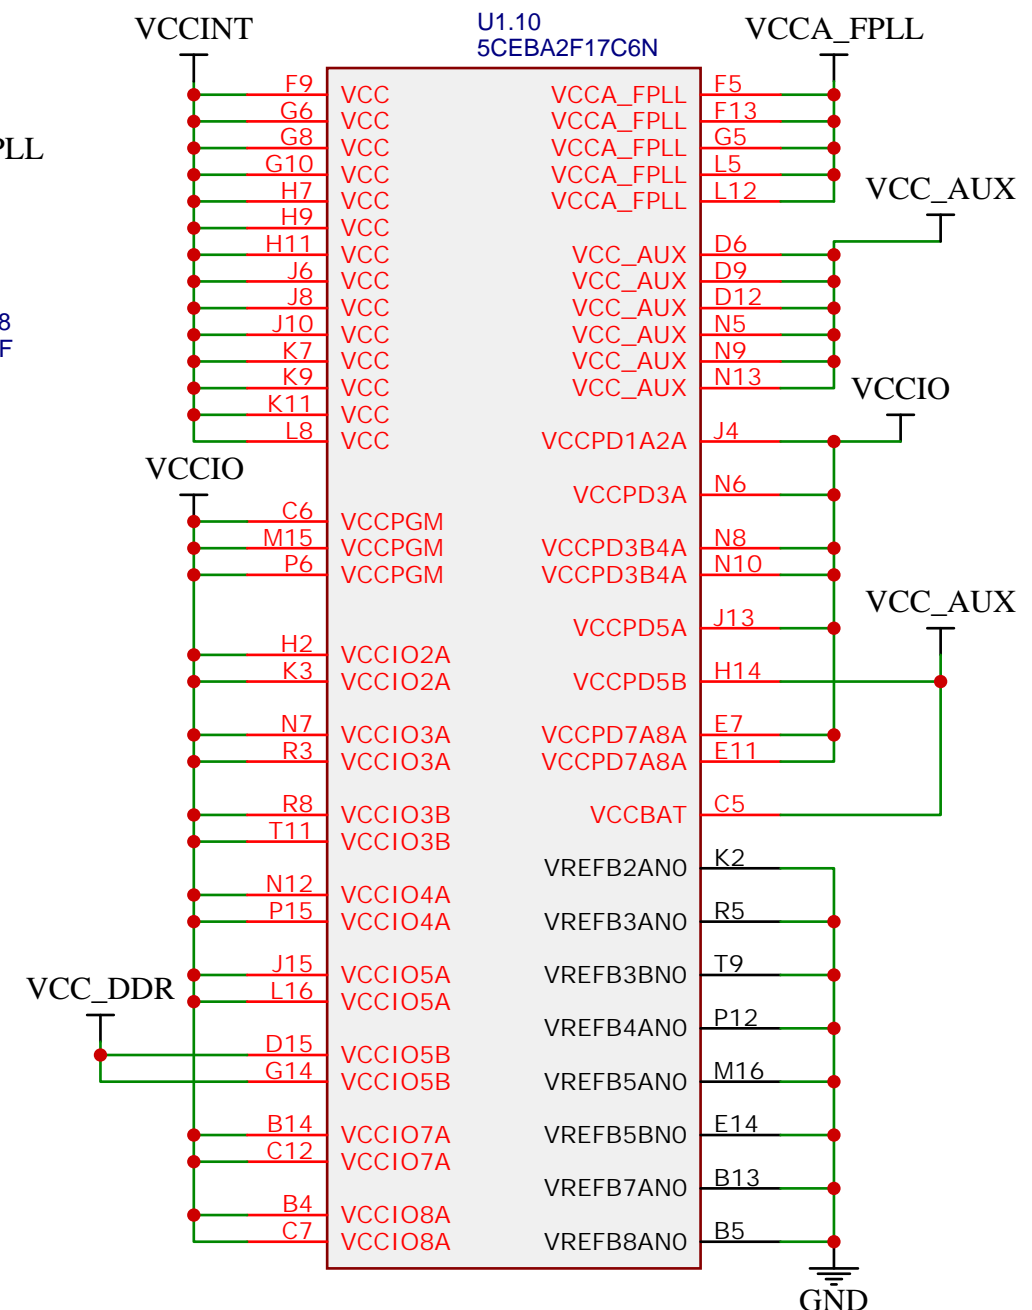 VCCINT
U1.10
5CEBA2F17C6N
VCCA_FPLL
PLL
8
F
F9 VCC VCCA_FPLL F5
G6 VCC VCCA_FPLL F13
G8 VCC VCCA_FPLL G5
G10 VCC VCCA_FPLL L5
H7 VCC VCCA_FPLL L12
VCC_AUX
H9 VCC
H11 VCC VCC_AUX D6
J6 VCC VCC_AUX D9
J8 VCC VCC_AUX D12
J10 VCC VCC_AUX N5
K7 VCC VCC_AUX N9
K9 VCC VCC_AUX N13
VCCIO
K11 VCC
L8 VCC VCCPD1A2A J4
VCCIO
VCCPD3A N6
C6 VCCPGM
M15 VCCPGM VCCPD3B4A N8
P6 VCCPGM VCCPD3B4A N10
VCC_AUX
VCCPD5A J13
H2 VCCIO2A
K3 VCCIO2A VCCPD5B H14
N7 VCCIO3A VCCPD7A8A E7
R3 VCCIO3A VCCPD7A8A E11
R8 VCCIO3B VCCBAT C5
T11 VCCIO3B
VREFB2AN0 K2
N12 VCCIO4A
P15 VCCIO4A VREFB3AN0 R5
J15 VCCIO5A VREFB3BN0 T9
L16 VCCIO5A
VCC_DDR
VREFB4AN0 P12
D15 VCCIO5B
G14 VCCIO5B VREFB5AN0 M16
B14 VCCIO7A VREFB5BN0 E14
C12 VCCIO7A
VREFB7AN0 B13
B4 VCCIO8A
C7 VCCIO8A VREFB8AN0 B5
GND